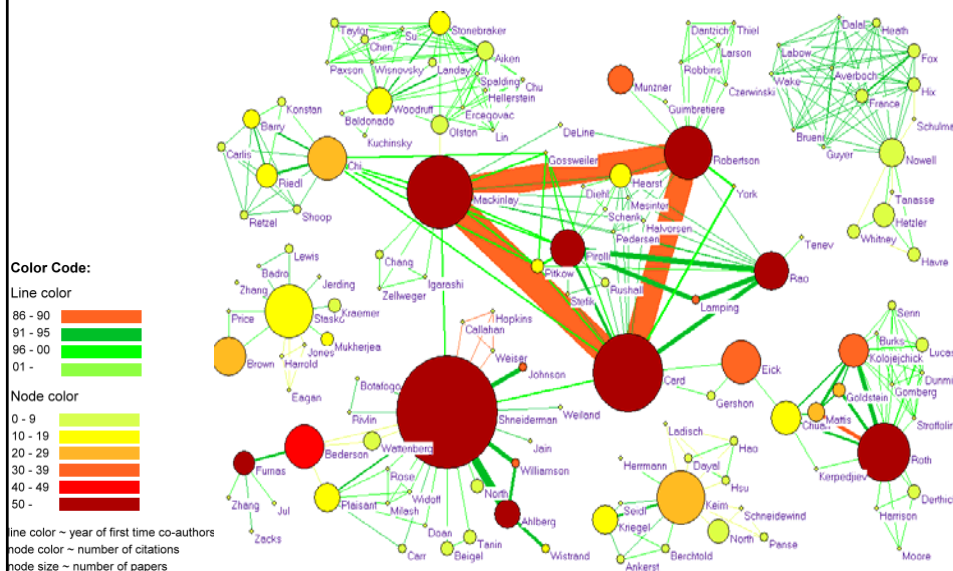 Color Code:
Line color
86 - 90
91 - 95
96 - 00
01 -
Node color
0 - 9
10 - 19
20 - 29
30 - 39
40 - 49
50 -
line color ~ year of first time co-authors
node color ~ number of citations
node size ~ number of papers
Taylor
Su
Stonebraker
Chen
Aiken
Paxson
Wisnovsky
Landay
Spalding
Chu
Hellerstein
Woodruff
Ercegovac
Baldonado
Olston
Lin
Kuchinsky
Konstan
Barry
Carlis
Chi
Riedl
Retzel
Shoop
Dantzich
Thiel
Larson
Robbins
Munzner
Czerwinski
Guimbretiere
DeLine
Gossweiler
Robertson
Mackinlay
Hearst
Diehl
Masinter
York
Schank
Halvorsen
Pedersen
Pirolli
Pitkow
Rushall
Stetik
Lamping
Rao
Tenev
Dalal
Heath
Labow
Fox
Averboch
Wake
Hix
France
Bruen
Schulma
Guyer
Nowell
Tanasse
Hetzler
Whitney
Havre
Lewis
Badro
Zhang
Jerding
Price
Stasko
Kraemer
Mukherjea
Jones
Brown
Harrold
Eagan
Chang
Igarashi
Zellweger
Hopkins
Callahan
Weiser
Johnson
Botafogo
Rivlin
Shneiderman
Weiland
Wattenberg
Jain
Bederson
Furnas
Williamson
Zhang
Jul
Zacks
Plaisant
Rose
Widoff
Milash
North
Ahlberg
Doan
Tanin
Carr
Beigel
Wistrand
Card
Eick
Gershon
Senn
Burks
Kolojejchick
Lucas
Dunmi
Goldstein
Gomberg
Chuah
Mattis
Stroffolin
Roth
Kerpedjiev
Derthick
Harrison
Moore
Ladisch
Hao
Herrmann
Dayal
Hsu
Seidl
Keim
Kriegel
Schneidewind
North
Panse
Berchtold
Ankerst